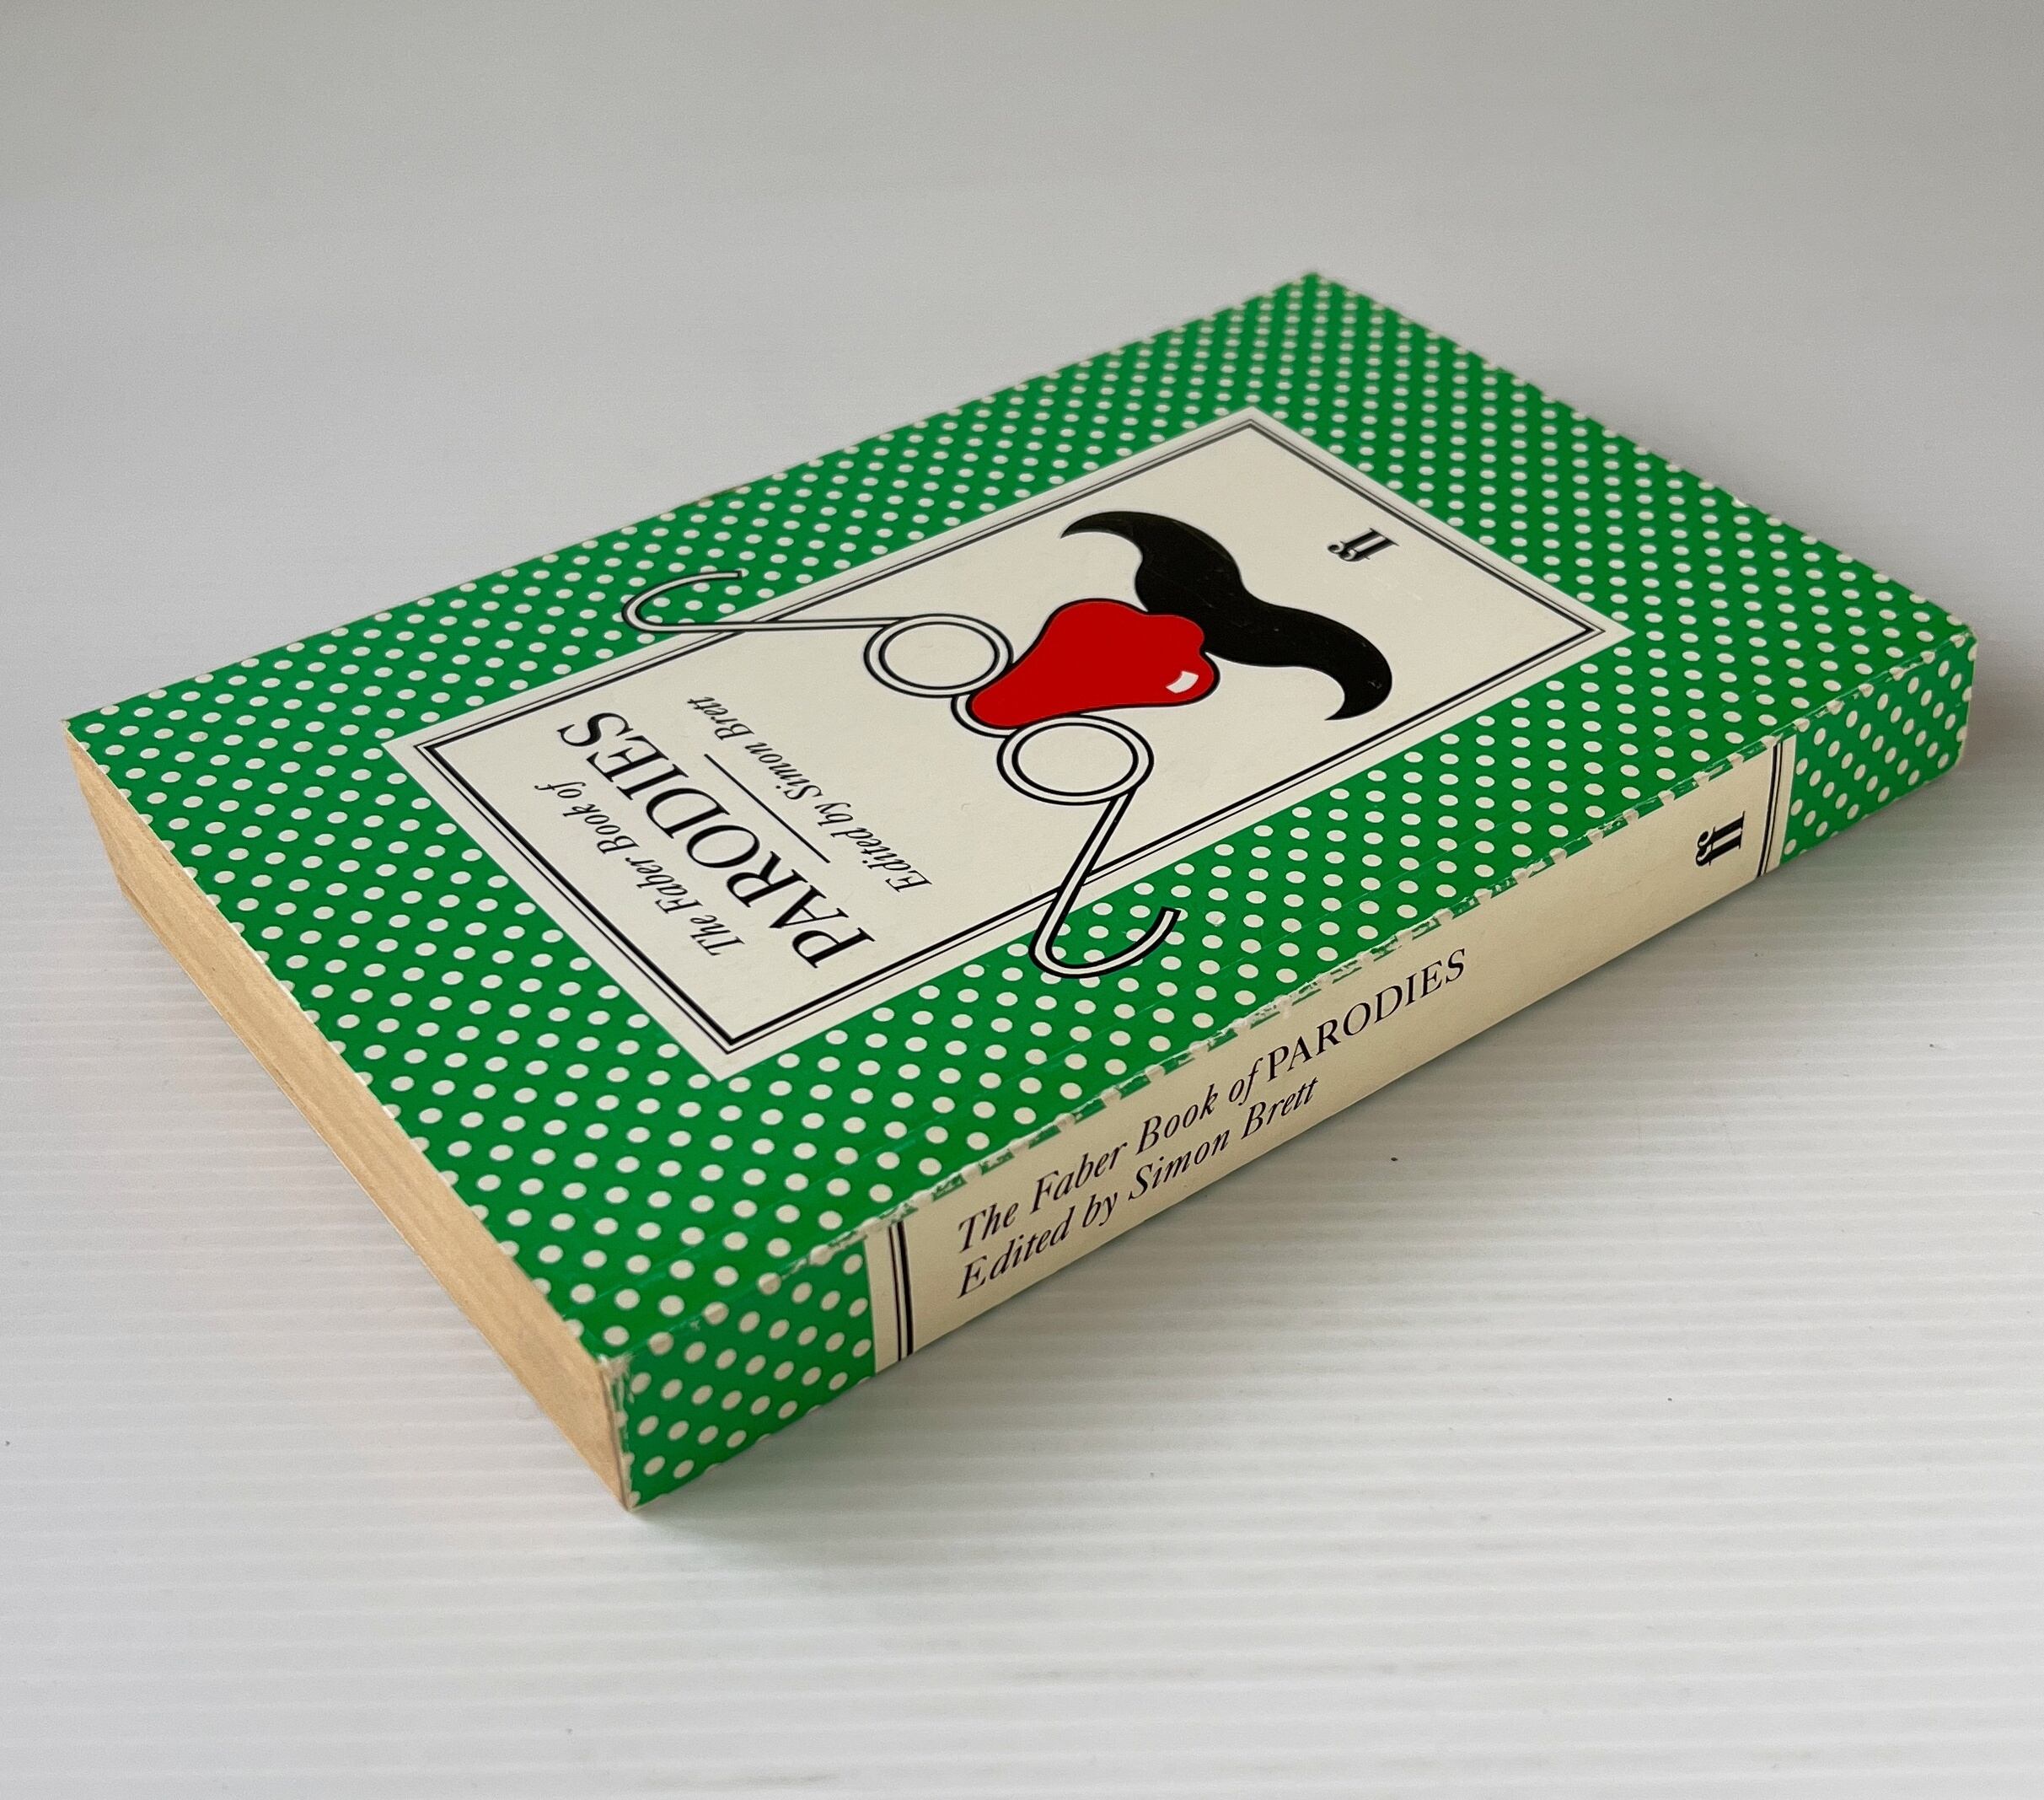 The Faber Book of
PARODIES
Edited by Simon Brett
ff
The Faber Book of PARODIES
Edited by Simon Brett
ff